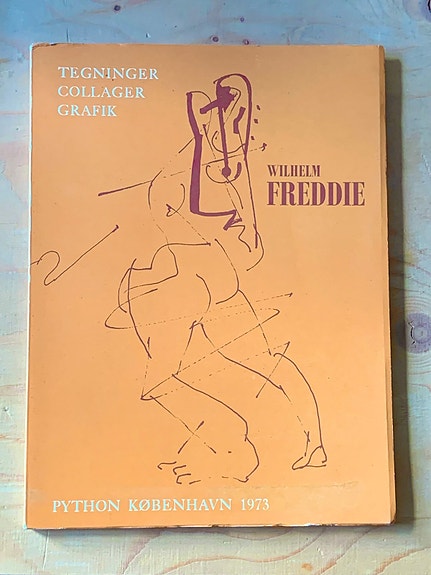 TEGNINGER
COLLAGER
GRAFIK
WILHELM
FREDDIE
PYTHON KØBENHAVN 1973